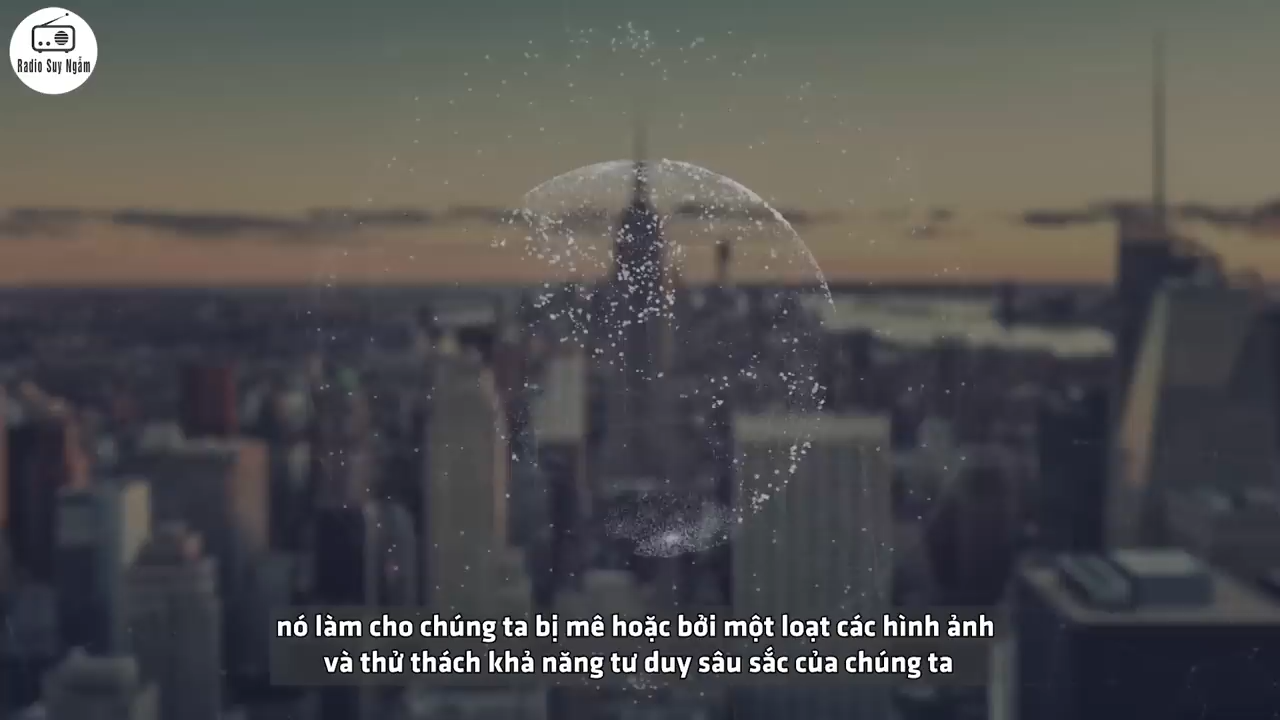 Radio Suy Ngẫm
nó làm cho chúng ta bị mê hoặc bởi một loạt các hình ảnh
và thử thách khả năng tư duy sâu sắc của chúng ta